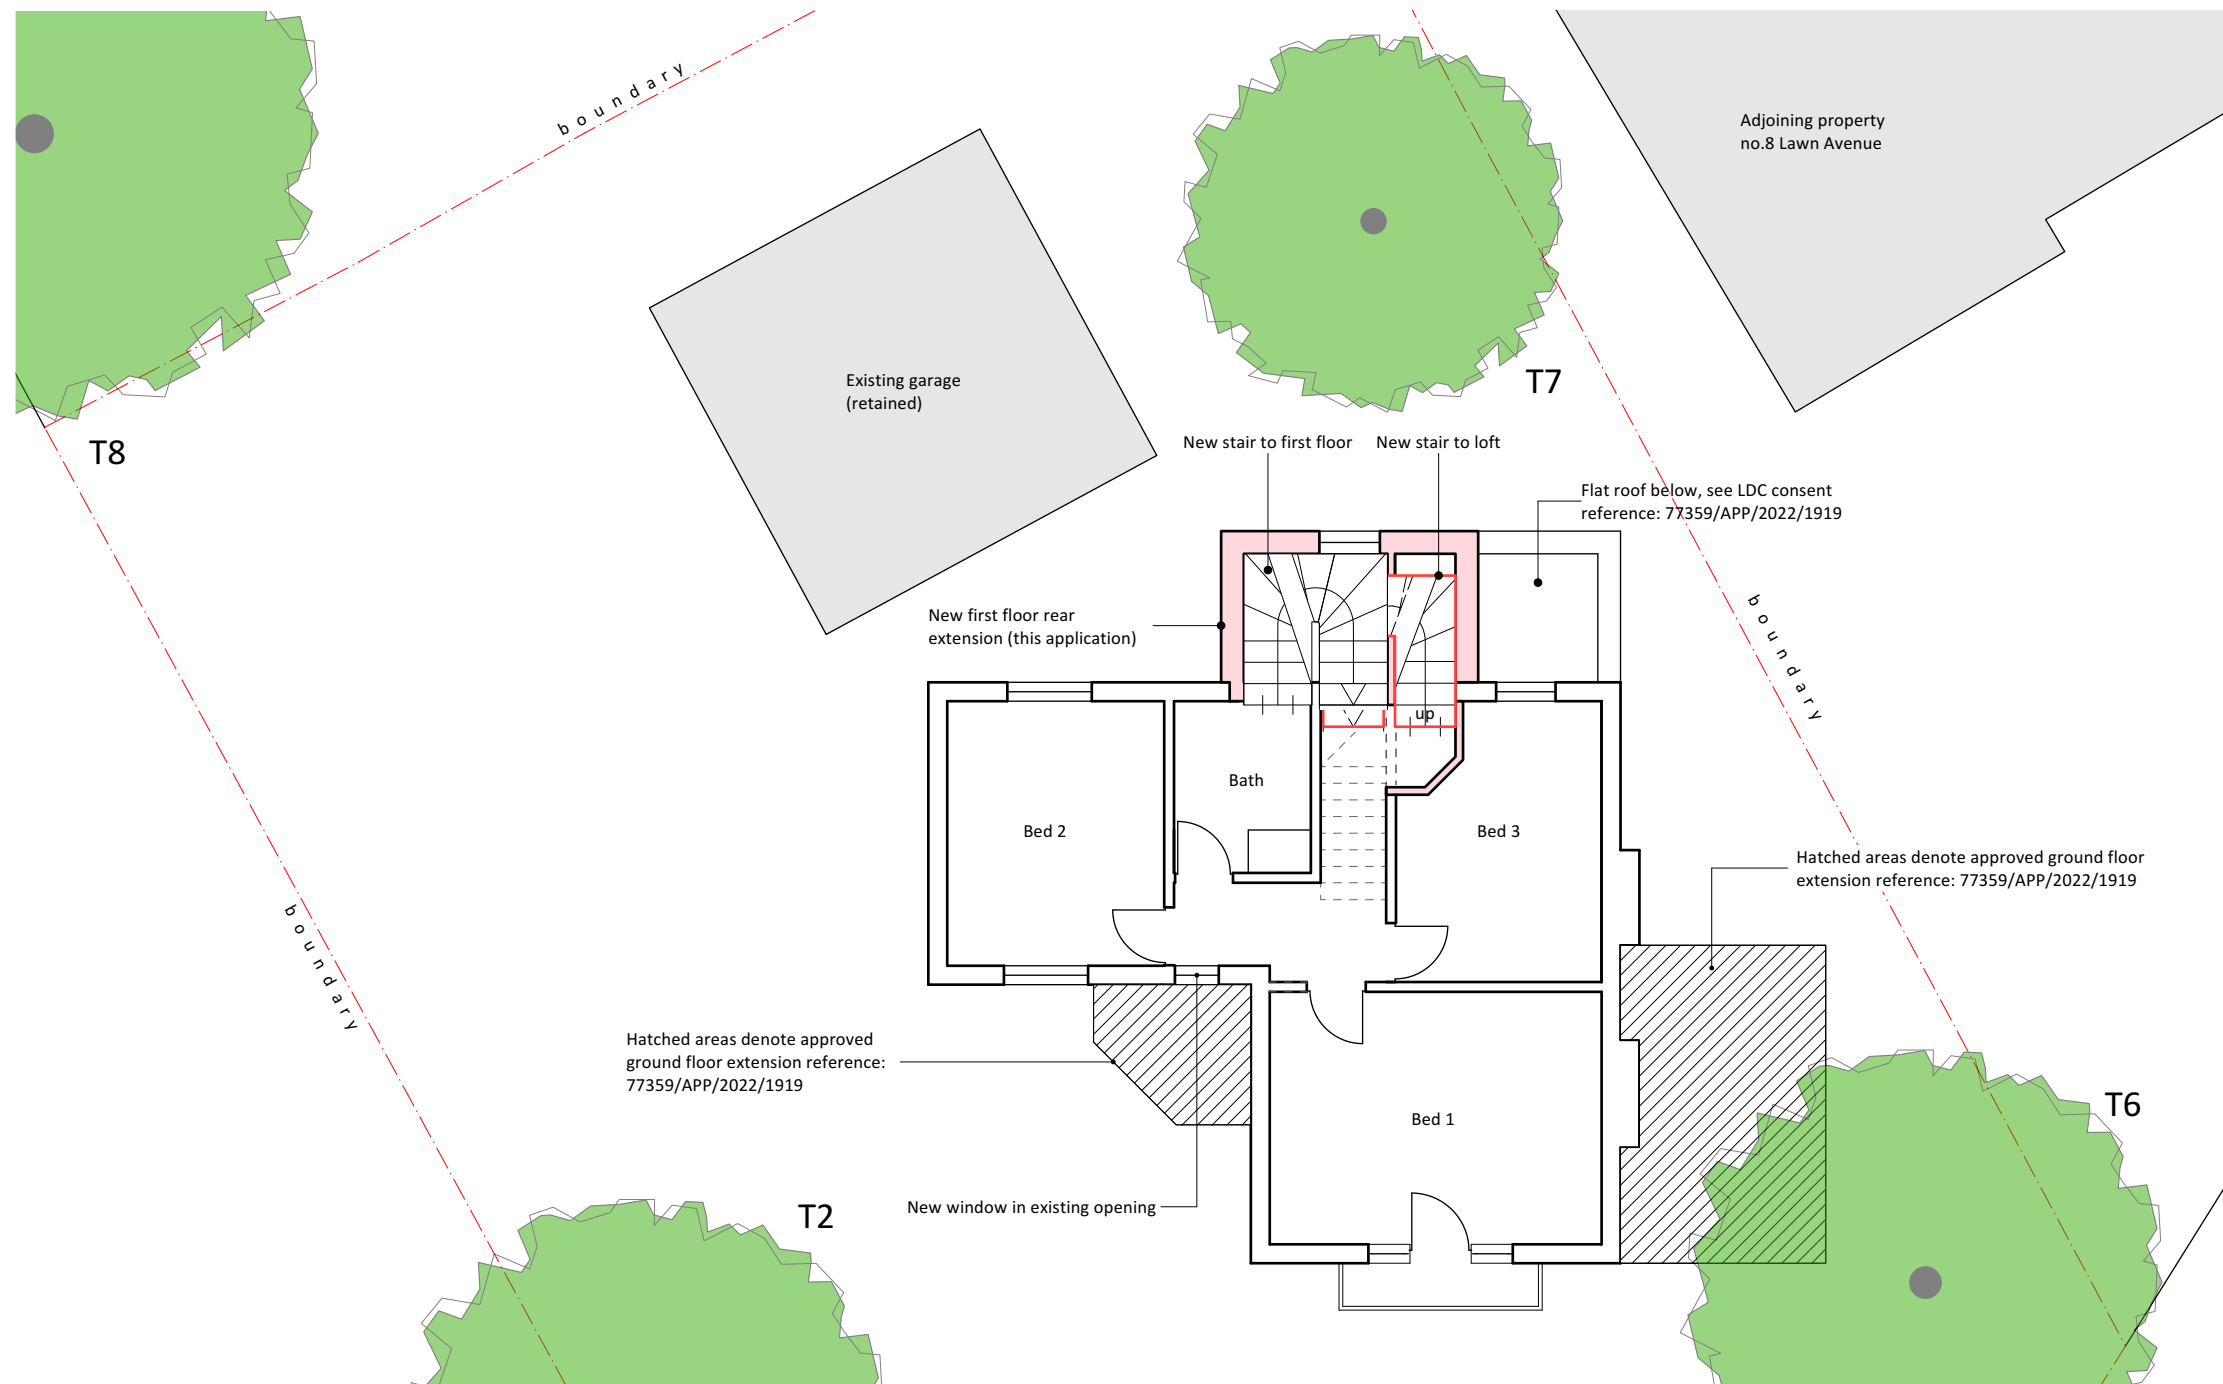 boundary
Adjoining property
no.8 Lawn Avenue
Existing garage
(retained)
T7
T8
New stair to first floor
New stair to loft
Flat roof below, see LDC consent
reference: 77359/APP/2022/1919
New first floor rear
extension (this application)
boundary
up
Bath
Bed 2
Bed 3
Hatched areas denote approved ground floor
extension reference: 77359/APP/2022/1919
boundary
Hatched areas denote approved
ground floor extension reference:
77359/APP/2022/1919
Bed 1
T6
New window in existing opening
T2